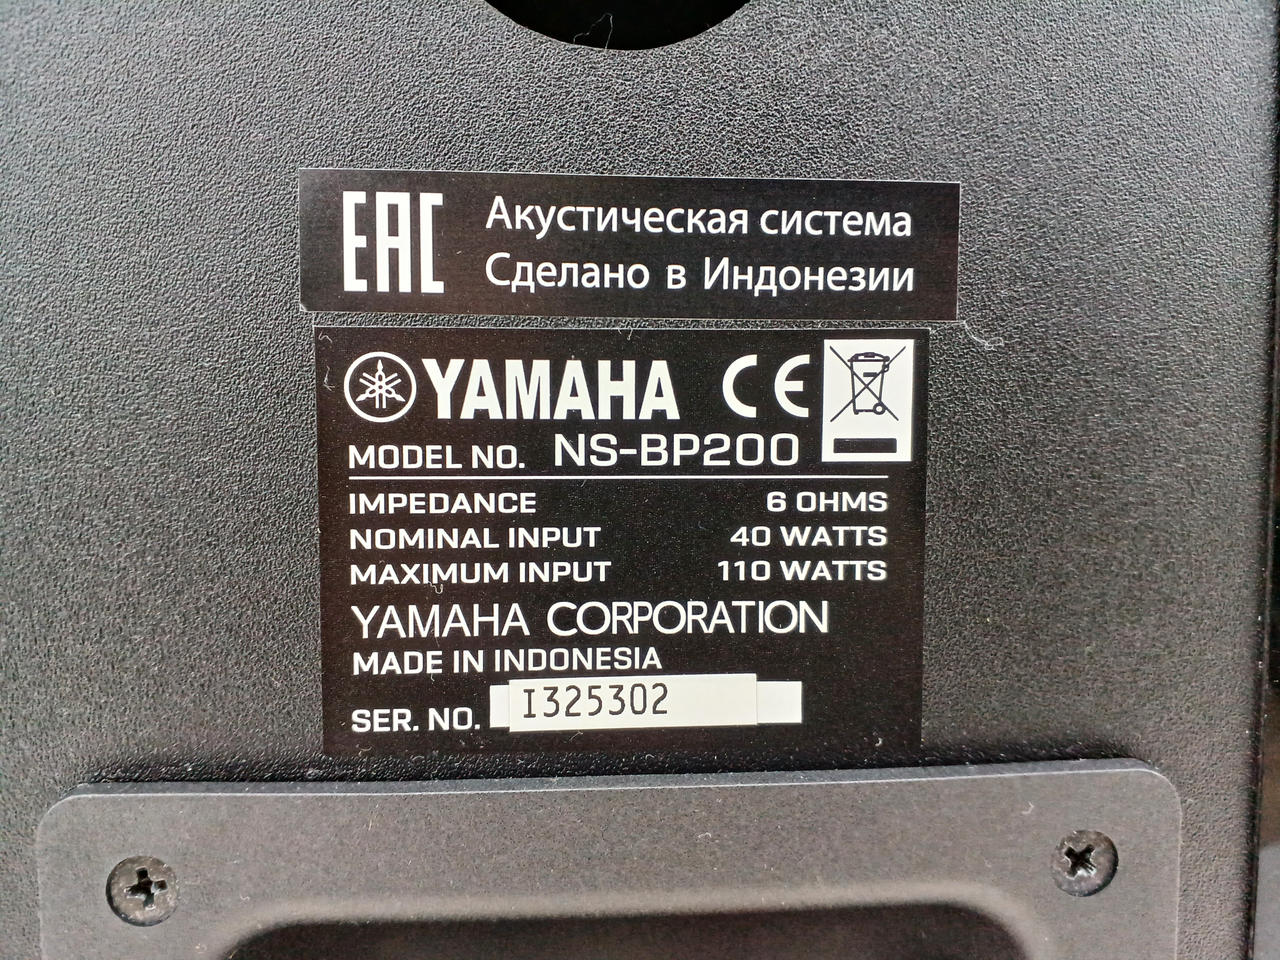 EAC
Акустическая система
Сделано в Индонезии
YAMAHA CE
MODEL NO. NS-BP200
IMPEDANCE 6 OHMS
NOMINAL INPUT 40 WATTS
MAXIMUM INPUT 110 WATTS
YAMAHA CORPORATION
MADE IN INDONESIA
SER. NO. I325302